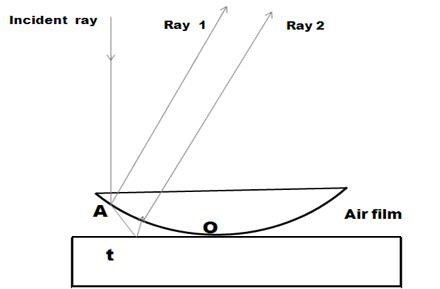 Incident ray
Ray 1
Ray 2
A
O
Air film
t